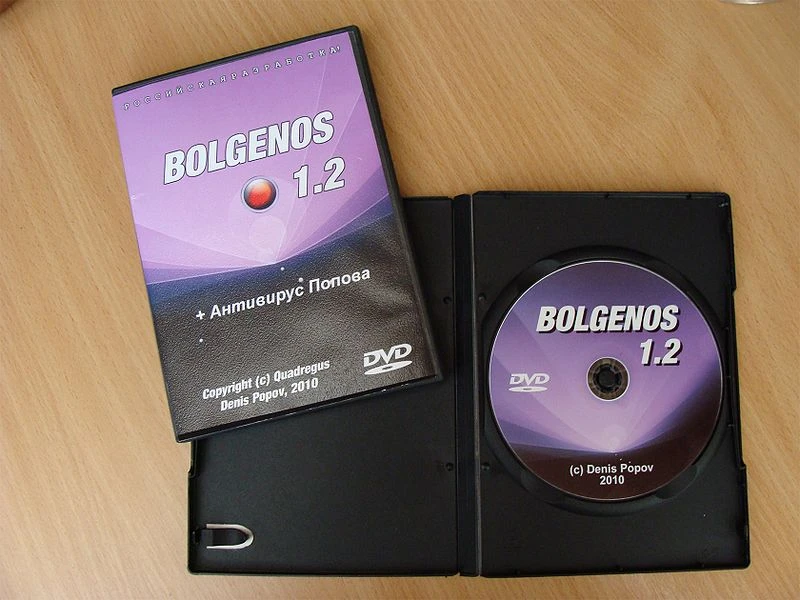 РОССИЙСКАЯ РАЗРАБОТКА!
BOLGENOS
1.2
+ Антивирус Попова
Copyright (c) Quadregus
Denis Popov, 2010
DVD
BOLGENOS
1.2
DVD
(c) Denis Popov
2010